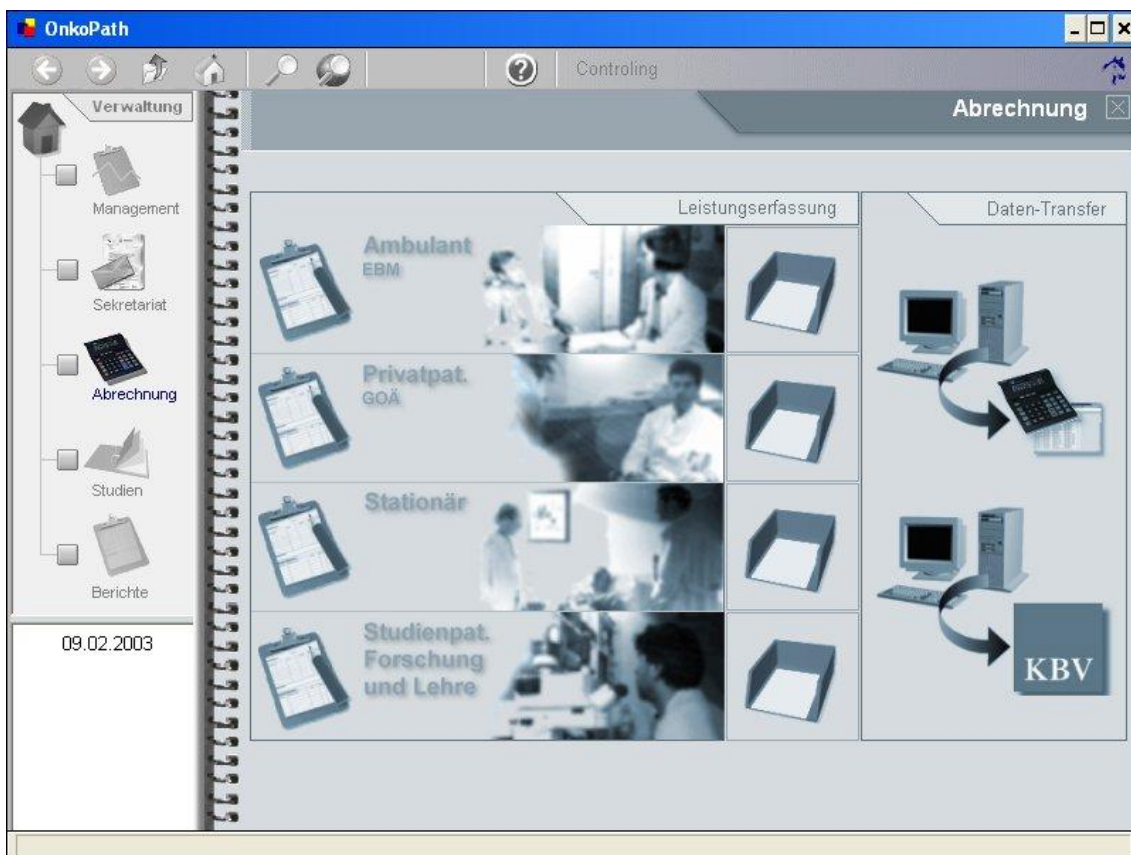 OnkoPath
Controling
Verwaltung
Management
Sekretariat
Abrechnung
Studien
Berichte
09.02.2003
Abrechnung
Leistungserfassung
Ambulant
EBM
Privatpat.
GOÄ
Stationär
Studienpat.
Forschung
und Lehre
Daten-Transfer
KBV